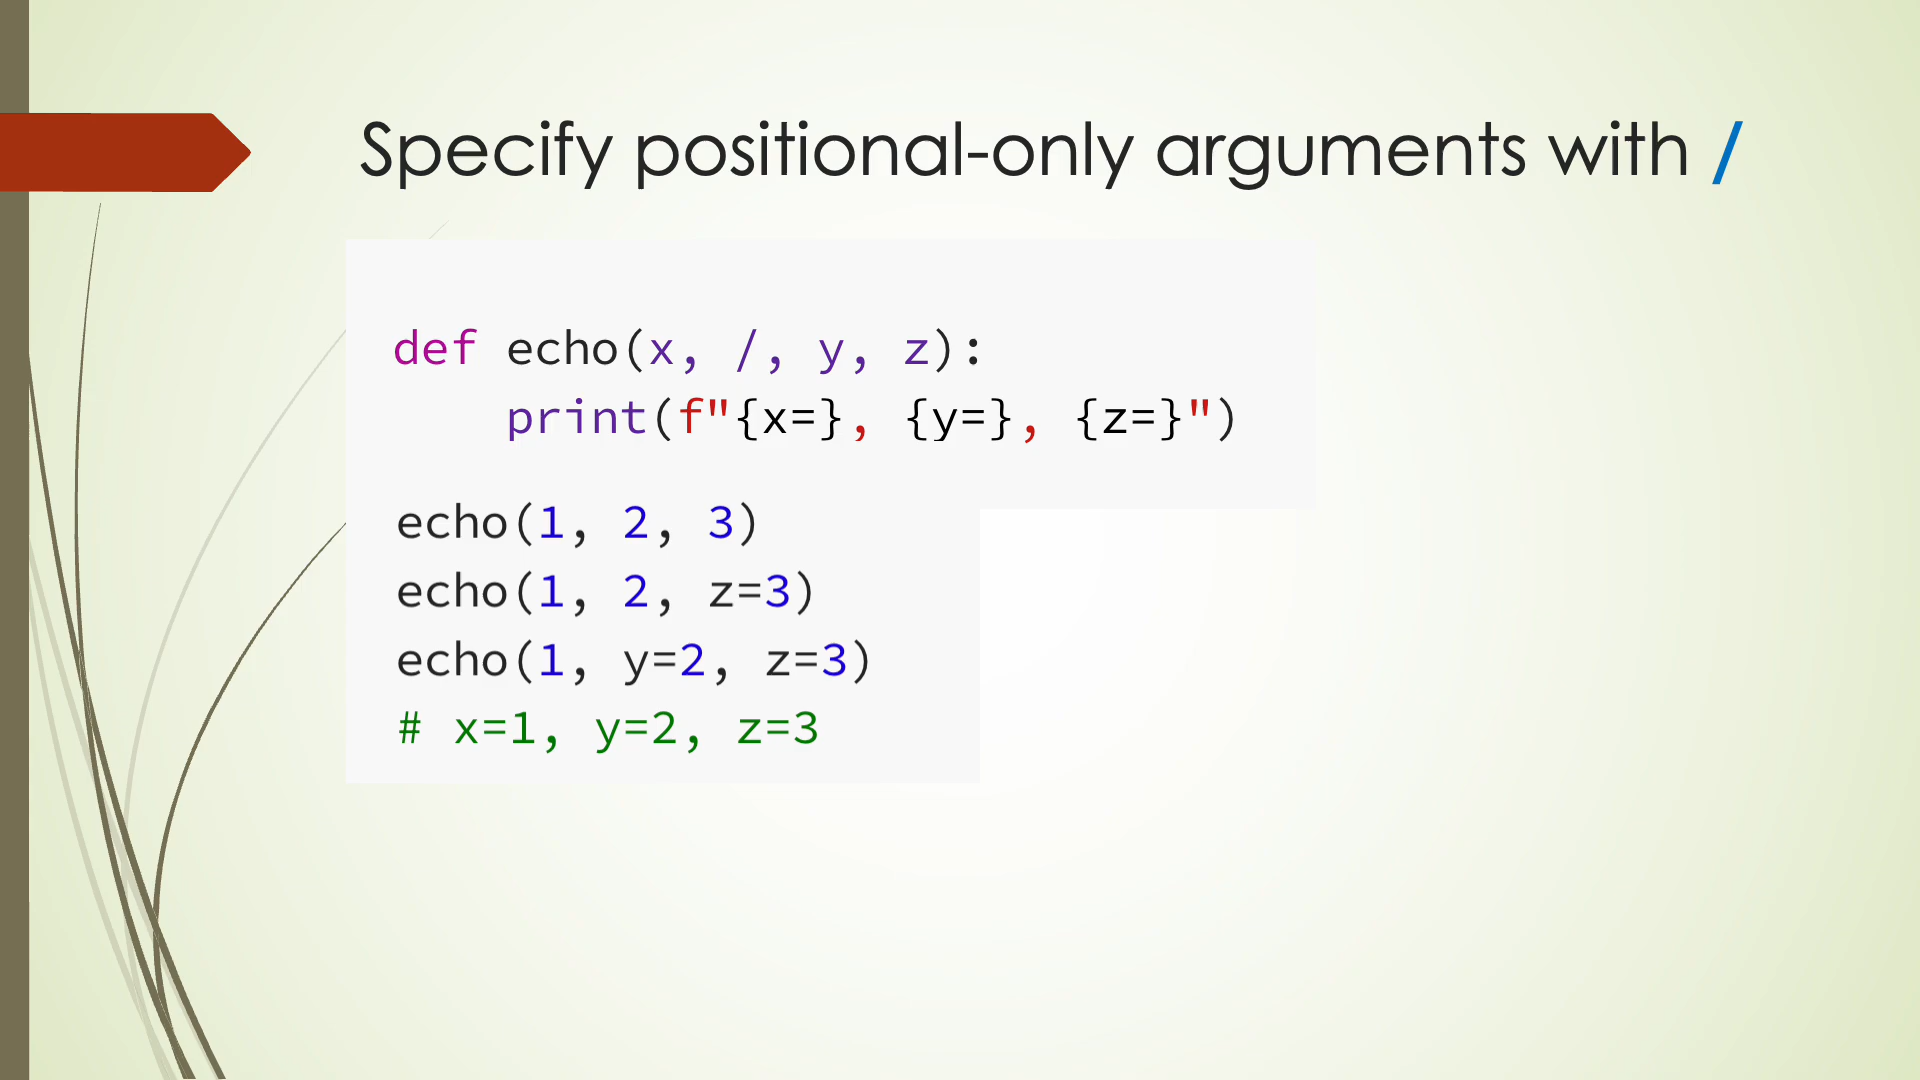 Specify positional-only arguments with /
def echo(x, /, y, z):
    print(f"{x=}, {y=}, {z=}")
echo(1, 2, 3)
echo(1, 2, z=3)
echo(1, y=2, z=3)
# x=1, y=2, z=3